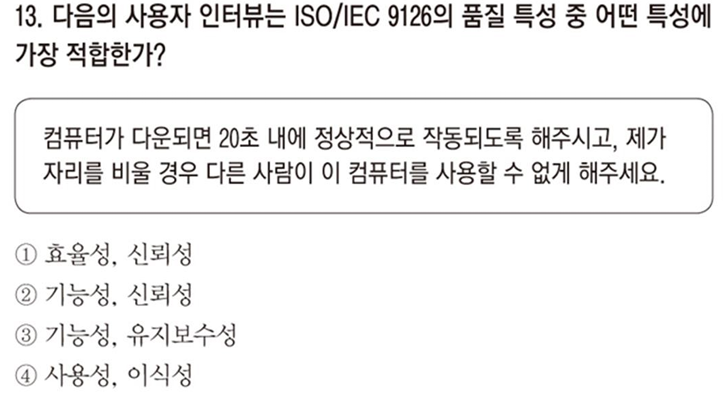 13. 다음의 사용자 인터뷰는 ISO/IEC 9126의 품질 특성 중 어떤 특성에
가장 적합한가?
컴퓨터가 다운되면 20초 내에 정상적으로 작동되도록 해주시고, 제가
자리를 비울 경우 다른 사람이 이 컴퓨터를 사용할 수 없게 해주세요.
① 효율성, 신뢰성
② 기능성, 신뢰성
③ 기능성, 유지보수성
④ 사용성, 이식성